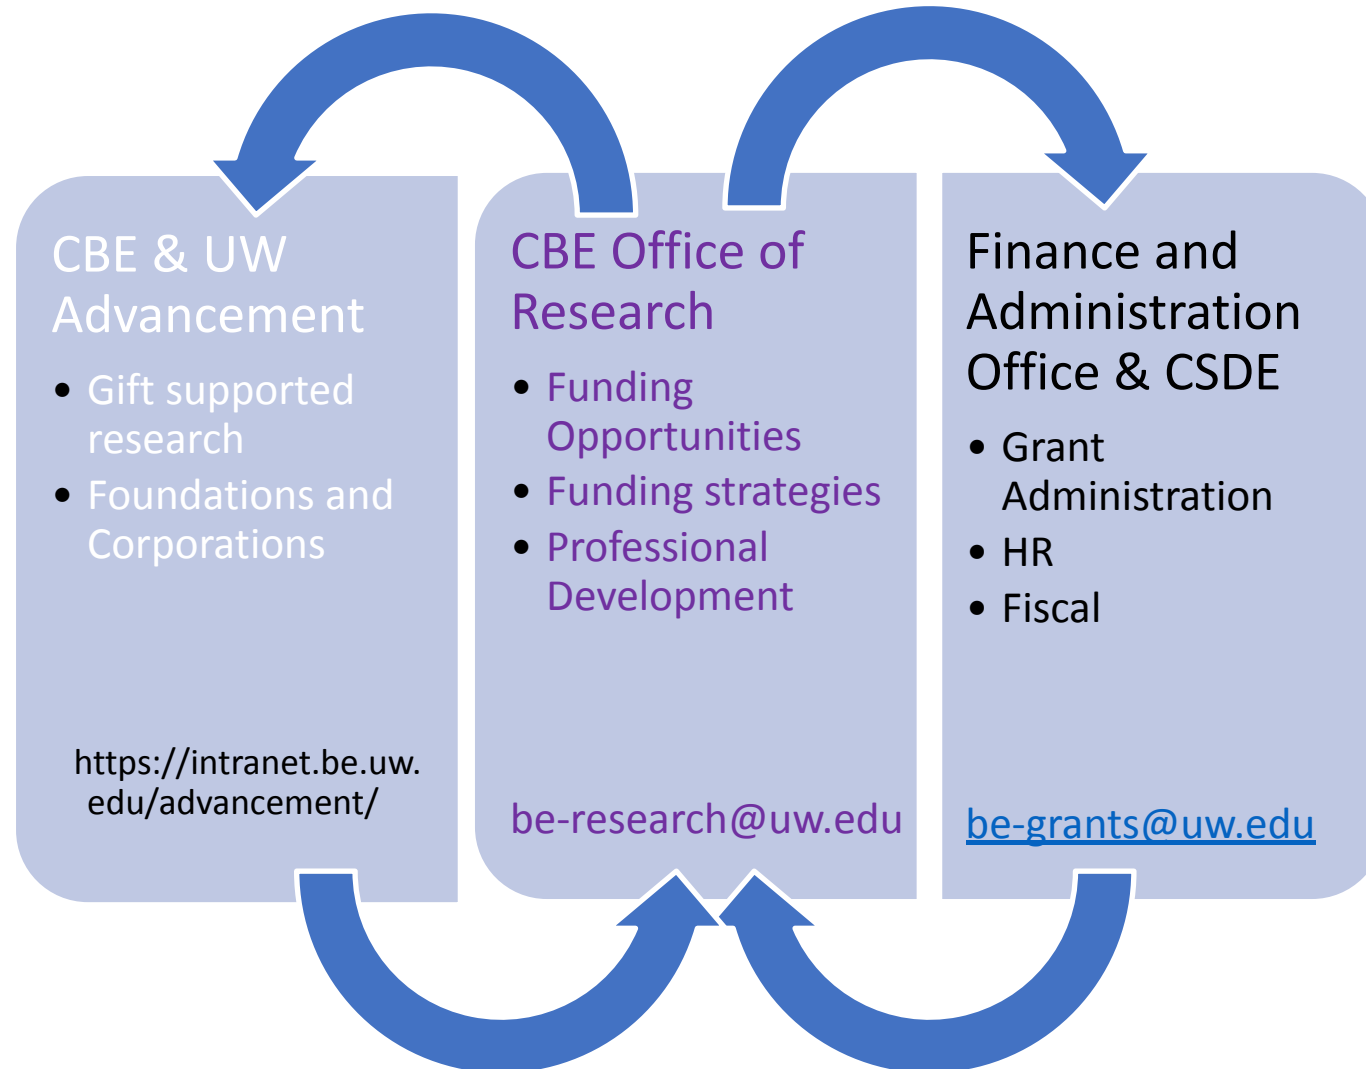 CBE & UW
Advancement
• Gift supported
research
• Foundations and
Corporations
https://intranet.be.uw.
edu/advancement/
CBE Office of
Research
• Funding
Opportunities
• Funding strategies
• Professional
Development
be-research@uw.edu
Finance and
Administration
Office & CSDE
• Grant
Administration
• HR
• Fiscal
be-grants@uw.edu